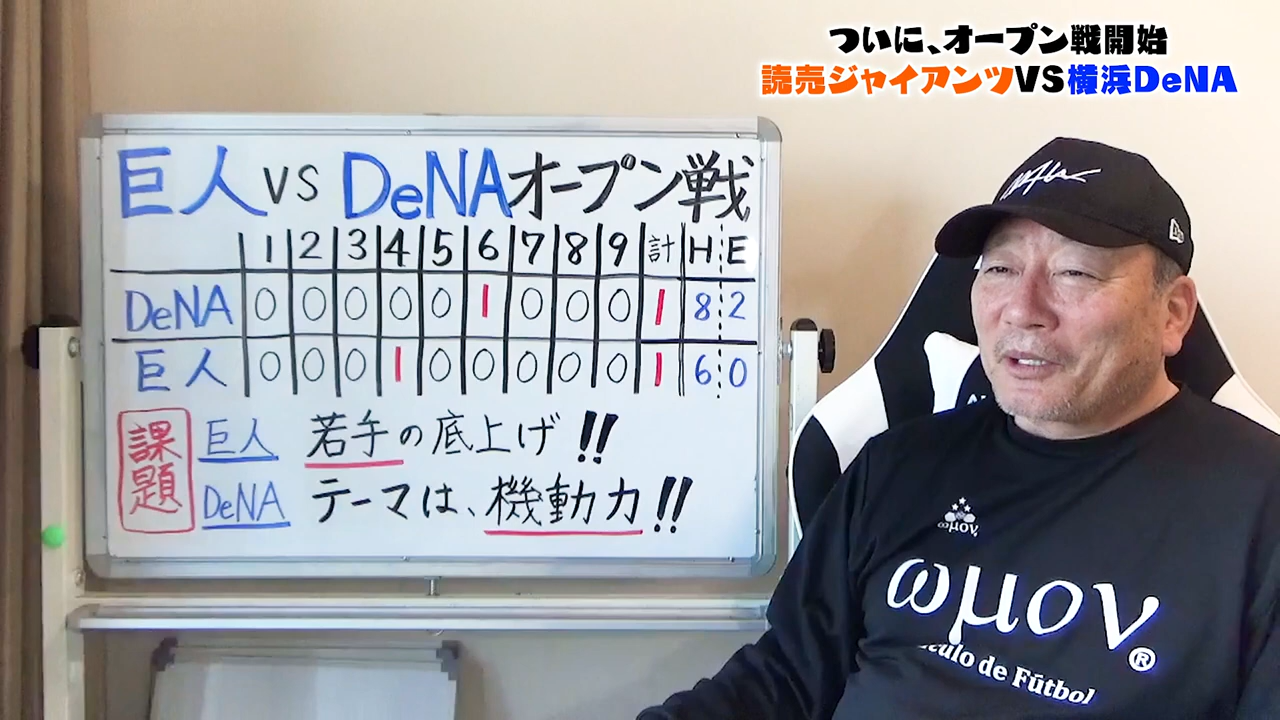 ついに、オープン戦開始
読売ジャイアンツVS横浜DeNA
巨人 VS DeNAオープン戦
1 2 3 4 5 6 7 8 9 計 H E
DeNA 0 0 0 0 0 1 0 0 0 1 8 2
巨人 0 0 0 1 0 0 0 0 0 1 6 0
課題
巨人 若手の底上げ!!
DeNA テーマは、機動力!!
ωμον
ωμον®
de Fūtbol